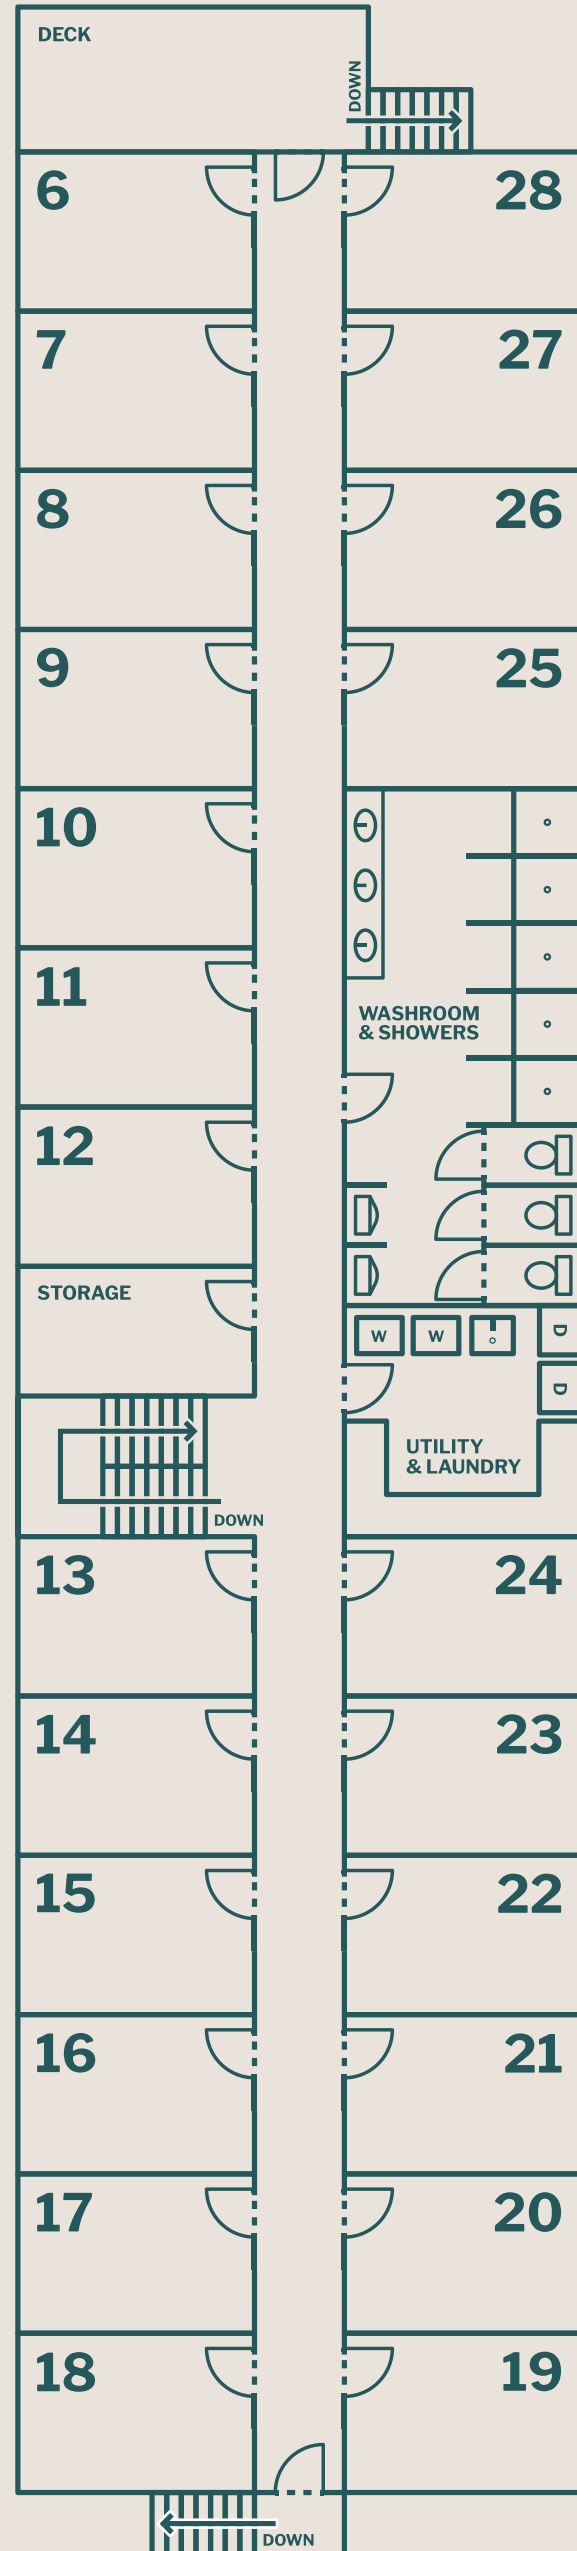 DECK
DOWN
6
28
7
27
8
26
9
25
10
11
WASHROOM
& SHOWERS
12
STORAGE
W
W
D
D
UTILITY
& LAUNDRY
DOWN
13
24
14
23
15
22
16
21
17
20
18
19
DOWN